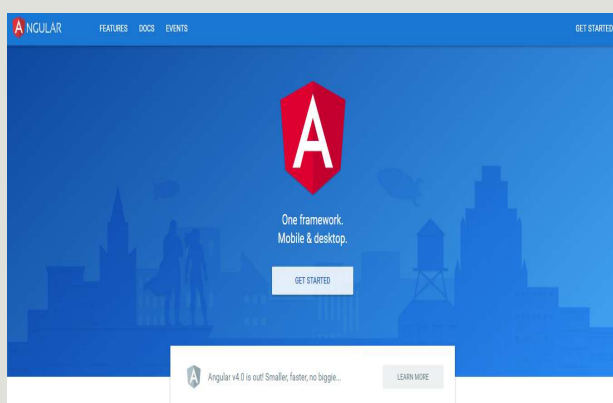 A NGULAR
FEATURES DOCS EVENTS
GET STARTED
A
One framework.
Mobile & desktop.
GET STARTED
A
Angular v4.0 is out! Smaller, faster, no biggie...
LEARN MORE